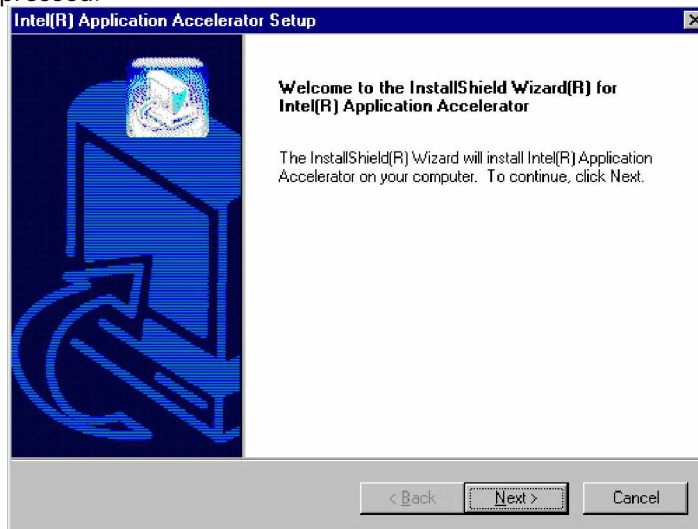 Intel(R) Application Accelerator Setup
Welcome to the InstallShield Wizard(R) for
Intel(R) Application Accelerator
The InstallShield(R) Wizard will install Intel(R) Application
Accelerator on your computer. To continue, click Next.
< Back
Next >
Cancel